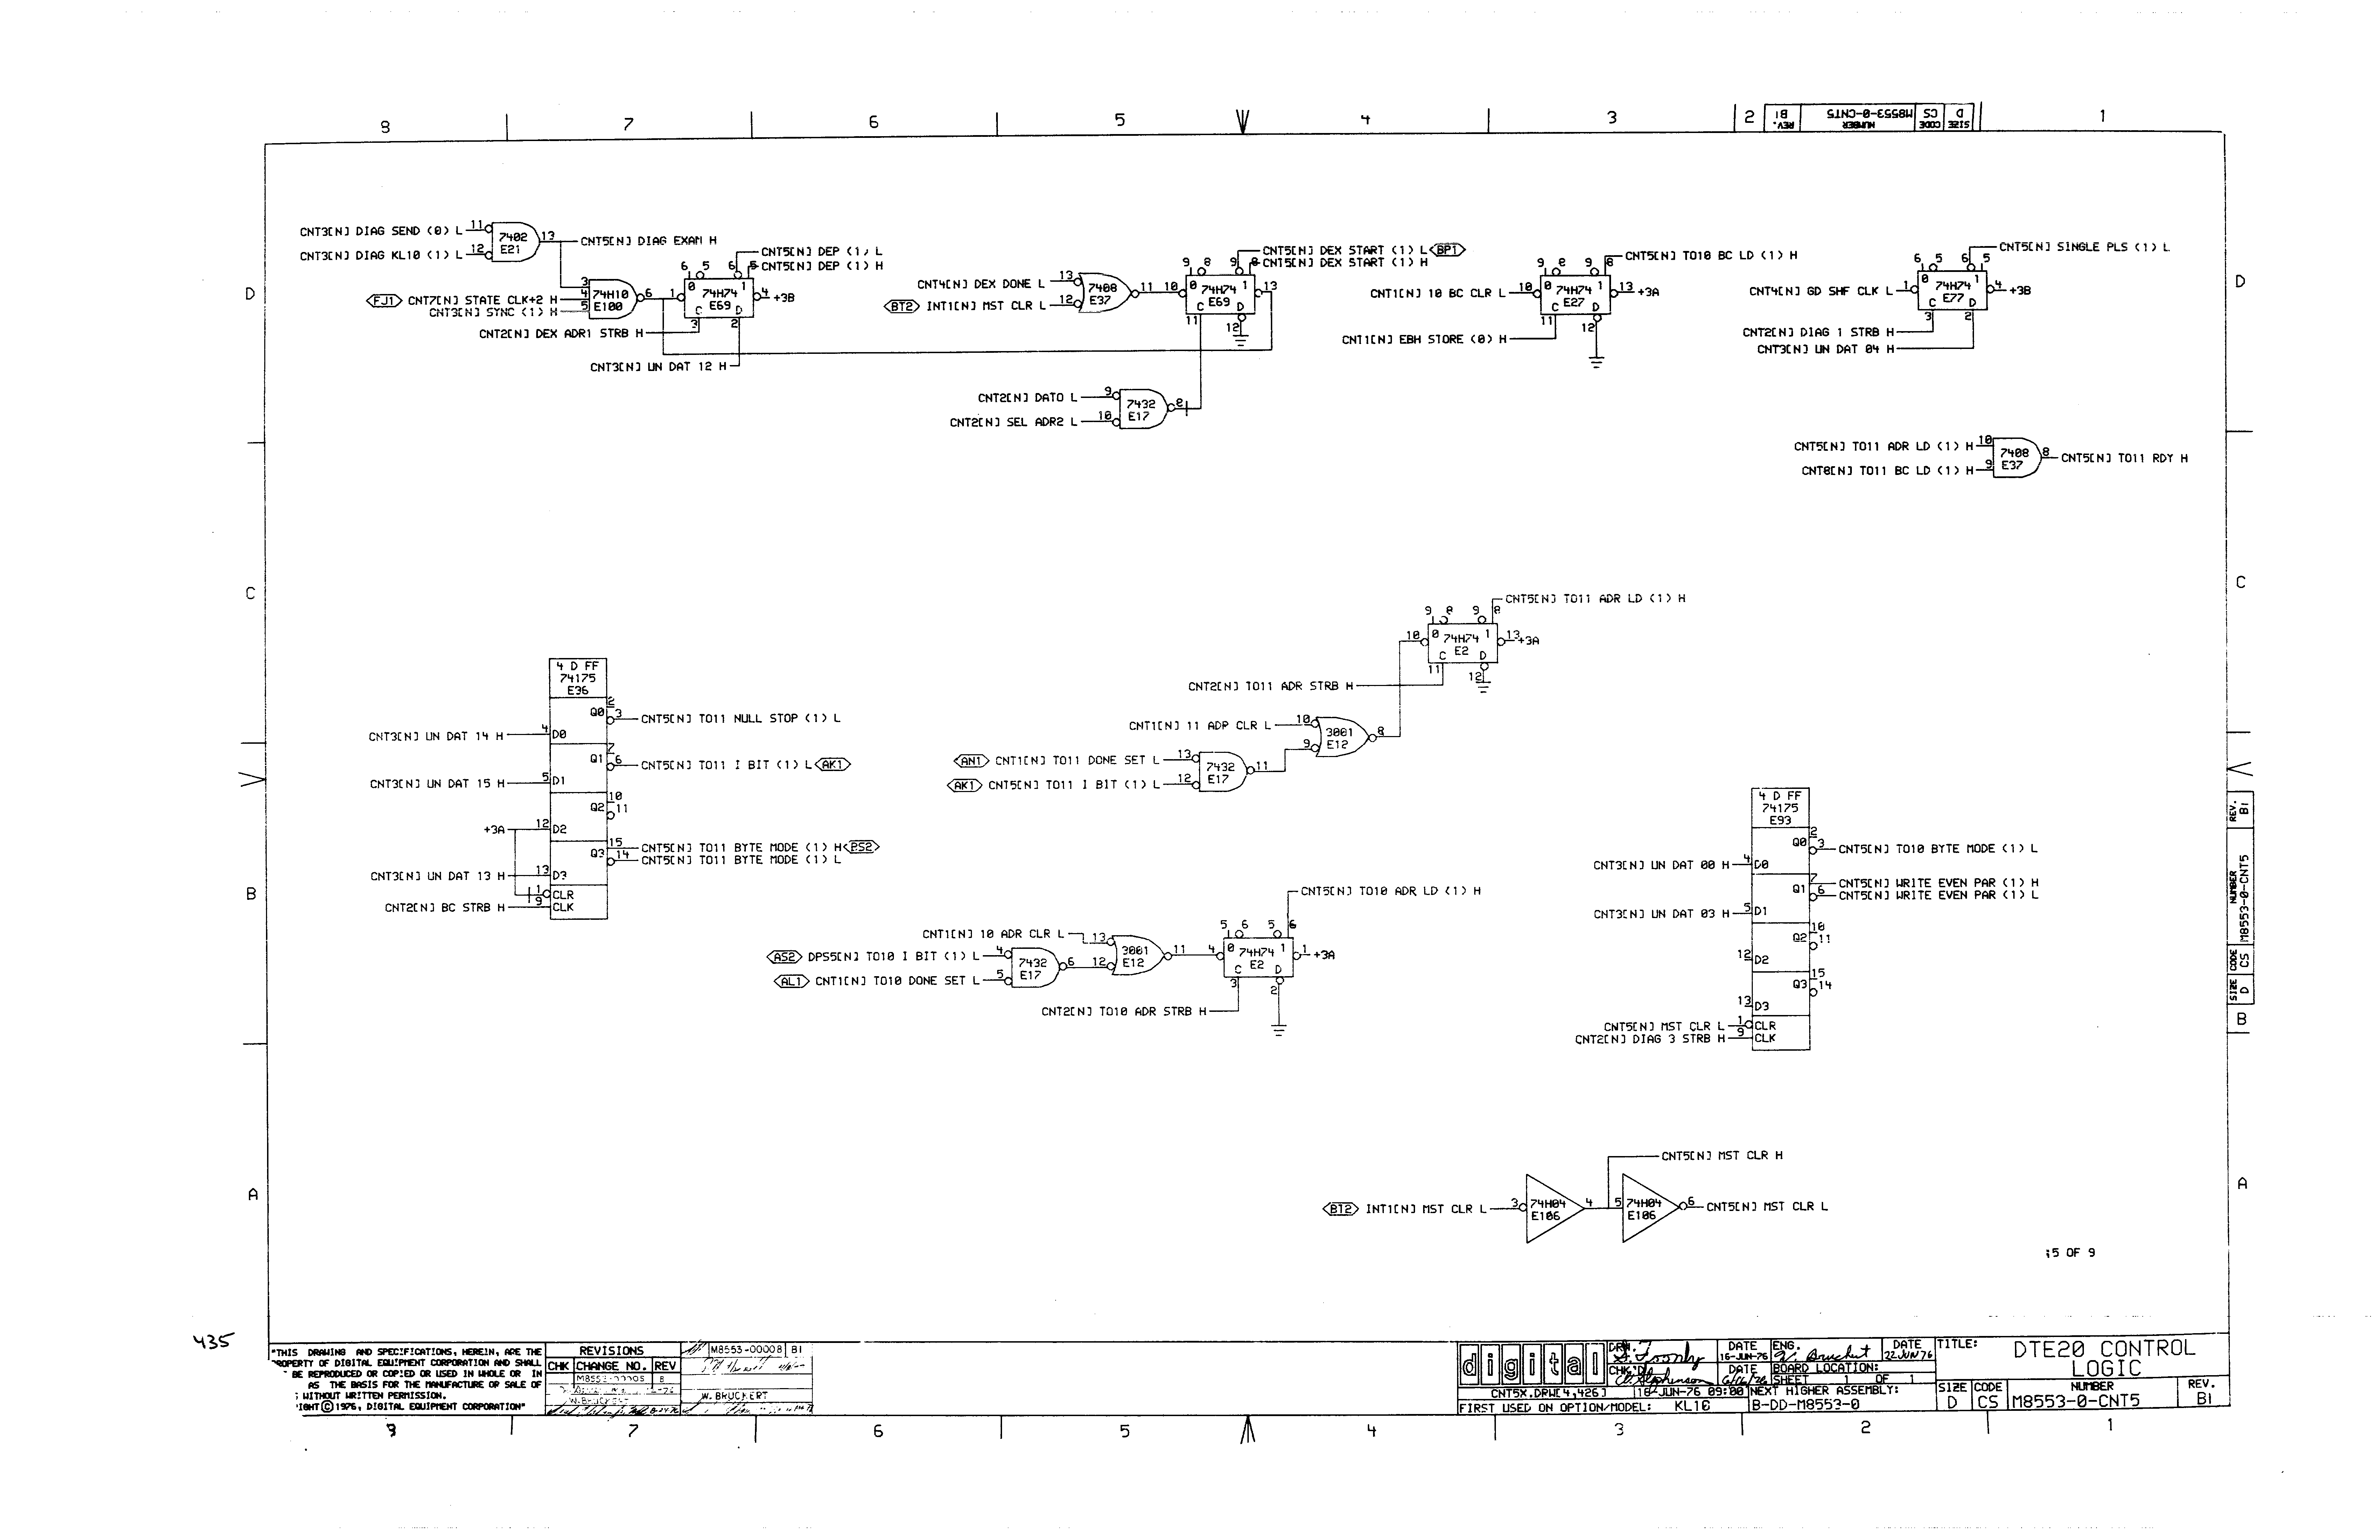 8 7 6 5 4 3 2 1
SIZE CODE NUMBER REV.
D CS M8553-0-CNT5 B1
CNT3[N] DIAG SEND (0) L 11
CNT3[N] DIAG KL10 (1) L 12
7402
E21
13 CNT5[N] DIAG EXAM H
FJ1 CNT7[N] STATE CLK+2 H 4
CNT3[N] SYNC (1) H 5
3
74H10
E100
6
CNT2[N] DEX ADR1 STRB H
CNT3[N] UN DAT 12 H
6 5 6 5
CNT5[N] DEP (1) L
CNT5[N] DEP (1) H
1 0 74H74 1 4 +3B
E69
C D
3 2
CNT4[N] DEX DONE L 13
BT2 INT1[N] MST CLR L 12
7408
E37
11
9 8 9 8
CNT5[N] DEX START (1) L BP1
CNT5[N] DEX START (1) H
10 0 74H74 1 13
E69
C D
11 12
CNT2[N] DATO L 9
CNT2[N] SEL ADR2 L 10
7432
E17
8
CNT5[N] TO10 BC LD (1) H
9 8 9 8
CNT1[N] 10 BC CLR L 10
0 74H74 1 13 +3A
E27
C D
11 12
CNT1[N] EBH STORE (0) H
CNT5[N] SINGLE PLS (1) L
6 5 6 5
CNT4[N] GD SHF CLK L 1
0 74H74 1 4 +3B
E77
C D
3 2
CNT2[N] DIAG 1 STRB H
CNT3[N] UN DAT 04 H
CNT5[N] TO11 ADR LD (1) H 10
CNT8[N] TO11 BC LD (1) H 9
7408
E37
8 CNT5[N] TO11 RDY H
D D
C C
B B
A A
CNT5[N] TO11 ADR LD (1) H
9 8 9 8
10 0 74H74 1 13 +3A
E2
C D
11 12
CNT2[N] TO11 ADR STRB H
CNT1[N] 11 ADP CLR L 10
9
3001
E12
8
AN1 CNT1[N] TO11 DONE SET L 13
AK1 CNT5[N] TO11 I BIT (1) L 12
7432
E17
11
4 D FF
74175
E36
2
Q0 3 CNT5[N] TO11 NULL STOP (1) L
CNT3[N] UN DAT 14 H 4 D0
7
Q1 6 CNT5[N] TO11 I BIT (1) L AK1
CNT3[N] UN DAT 15 H 5 D1
10
Q2 11
+3A 12 D2
15 CNT5[N] TO11 BYTE MODE (1) H PS2
Q3 14 CNT5[N] TO11 BYTE MODE (1) L
CNT3[N] UN DAT 13 H 13 D3
1 CLR
CNT2[N] BC STRB H 9 CLK
CNT5[N] TO10 ADR LD (1) H
CNT1[N] 10 ADR CLR L 13
AS2 DPS5[N] TO10 I BIT (1) L 4
AL1 CNT1[N] TO10 DONE SET L 5
7432
E17
6 12
3001
E12
11 4
5 6 5 6
0 74H74 1 1 +3A
E2
C D
3 2
CNT2[N] TO10 ADR STRB H
4 D FF
74175
E93
2
Q0 3 CNT5[N] TO10 BYTE MODE (1) L
CNT3[N] UN DAT 00 H 4 D0
7 CNT5[N] WRITE EVEN PAR (1) H
Q1 6 CNT5[N] WRITE EVEN PAR (1) L
CNT3[N] UN DAT 03 H 5 D1
10
Q2 11
12 D2
15
Q3 14
13 D3
CNT5[N] MST CLR L 1 CLR
CNT2[N] DIAG 3 STRB H 9 CLK
REV. B1
NUMBER M8553-0-CNT5
CODE CS
SIZE D
CNT5[N] MST CLR H
BT2 INT1[N] MST CLR L 3 74H04 4 5 74H04 6 CNT5[N] MST CLR L
E106 E106
5 OF 9
435
"THIS DRAWING AND SPECIFICATIONS, HEREIN, ARE THE
ROPERTY OF DIGITAL EQUIPMENT CORPORATION AND SHALL
BE REPRODUCED OR COPIED OR USED IN WHOLE OR IN
AS THE BASIS FOR THE MANUFACTURE OR SALE OF
WITHOUT WRITTEN PERMISSION.
IGHT © 1976, DIGITAL EQUIPMENT CORPORATION"
REVISIONS
CHK CHANGE NO. REV
M8553-00008 B1
M8553-00005 B
W. BRUCKERT
W. BRUCKERT
digital
DRN. DATE 16-JUN-76
CHK'D DATE
ENG. DATE 22 JUN 76
BOARD LOCATION:
SHEET 1 OF 1
CNT5X.DRW[4,426] 16-JUN-76 09:00
NEXT HIGHER ASSEMBLY:
B-DD-M8553-0
FIRST USED ON OPTION/MODEL: KL10
TITLE: DTE20 CONTROL
LOGIC
SIZE CODE NUMBER REV.
D CS M8553-0-CNT5 B1
7 6 5 4 3 2 1